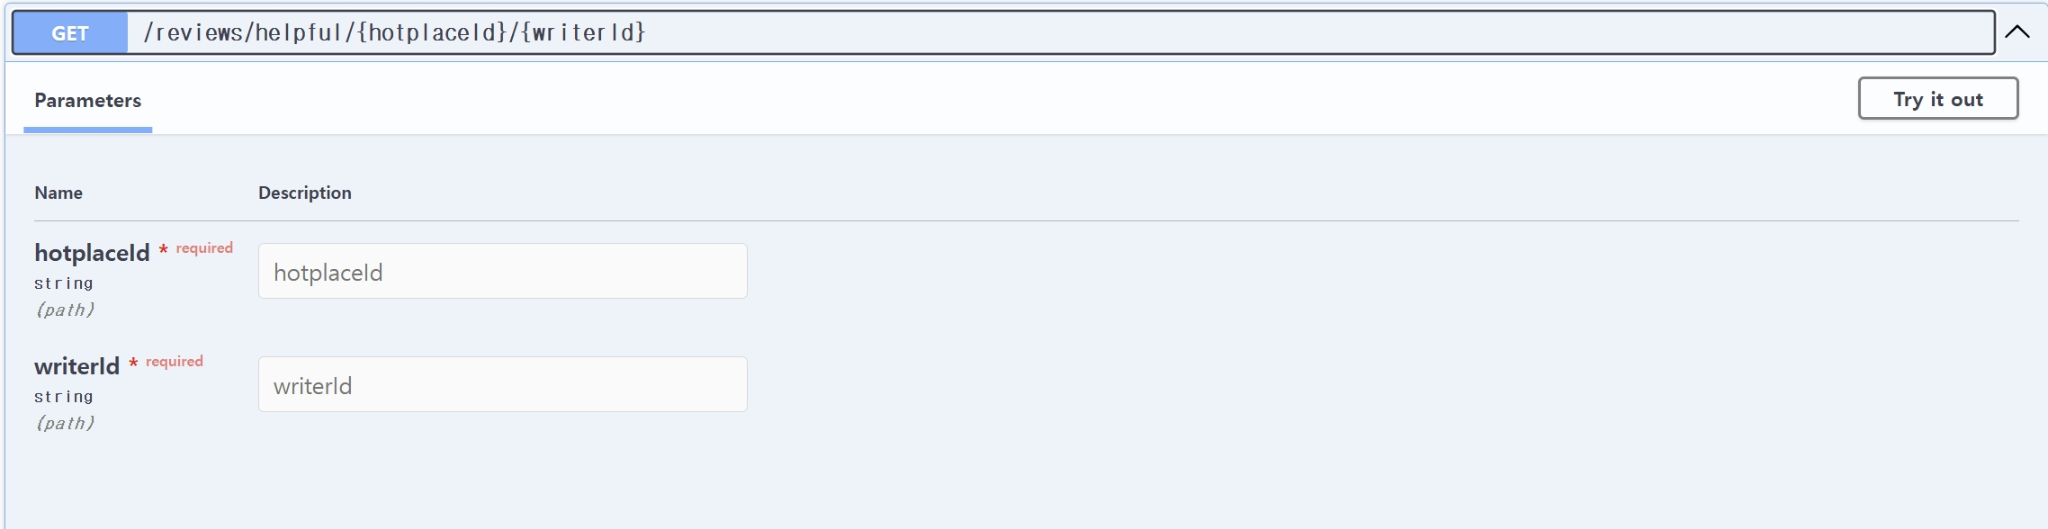 GET /reviews/helpful/{hotplaceId}/{writerId}
Parameters
Try it out
Name Description
hotplaceId * required
string
(path)
hotplaceId
writerId * required
string
(path)
writerId